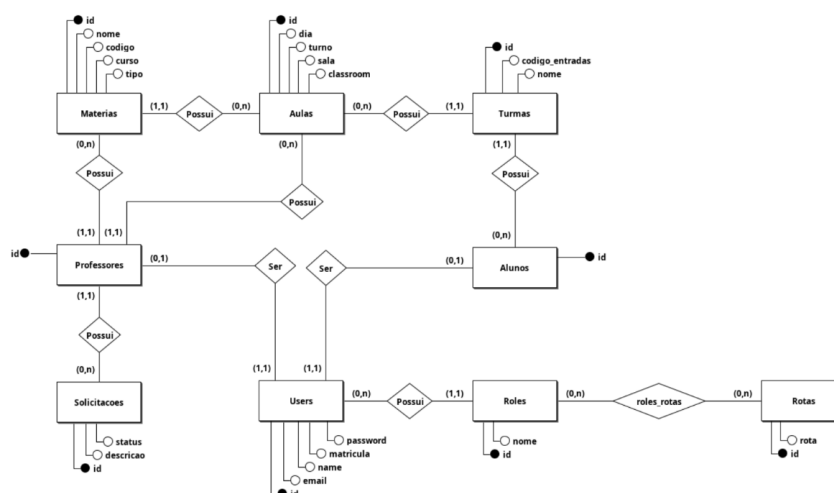 id
nome
codigo
curso
tipo
id
dia
turno
sala
classroom
id
codigo_entradas
nome
Materias
(1,1)
Possui
(0,n)
Aulas
(0,n)
Possui
(1,1)
Turmas
(0,n)
(0,n)
(1,1)
Possui
Possui
Possui
(1,1)
(1,1)
(0,n)
id
Professores
(0,1)
Ser
Ser
(0,1)
Alunos
id
(1,1)
Possui
(0,n)
(1,1)
(1,1)
Solicitacoes
Users
(0,n)
Possui
(1,1)
Roles
(0,n)
roles_rotas
(0,n)
Rotas
status
descricao
id
password
matricula
name
email
id
nome
id
rota
id